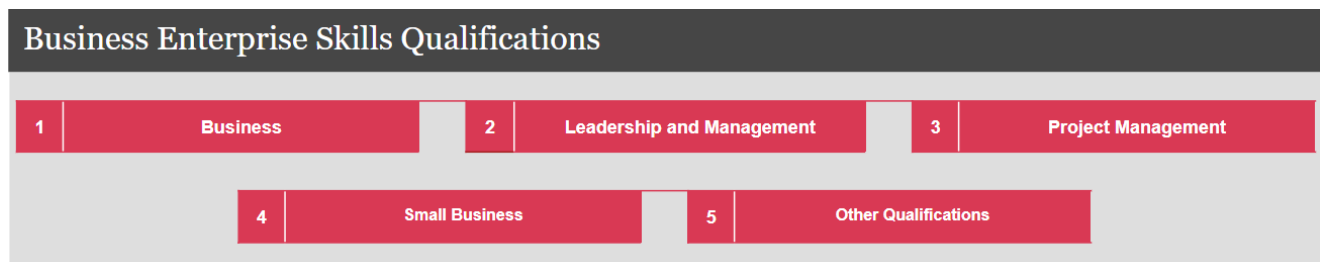 Business Enterprise Skills Qualifications
1 Business 2 Leadership and Management 3 Project Management
4 Small Business 5 Other Qualifications